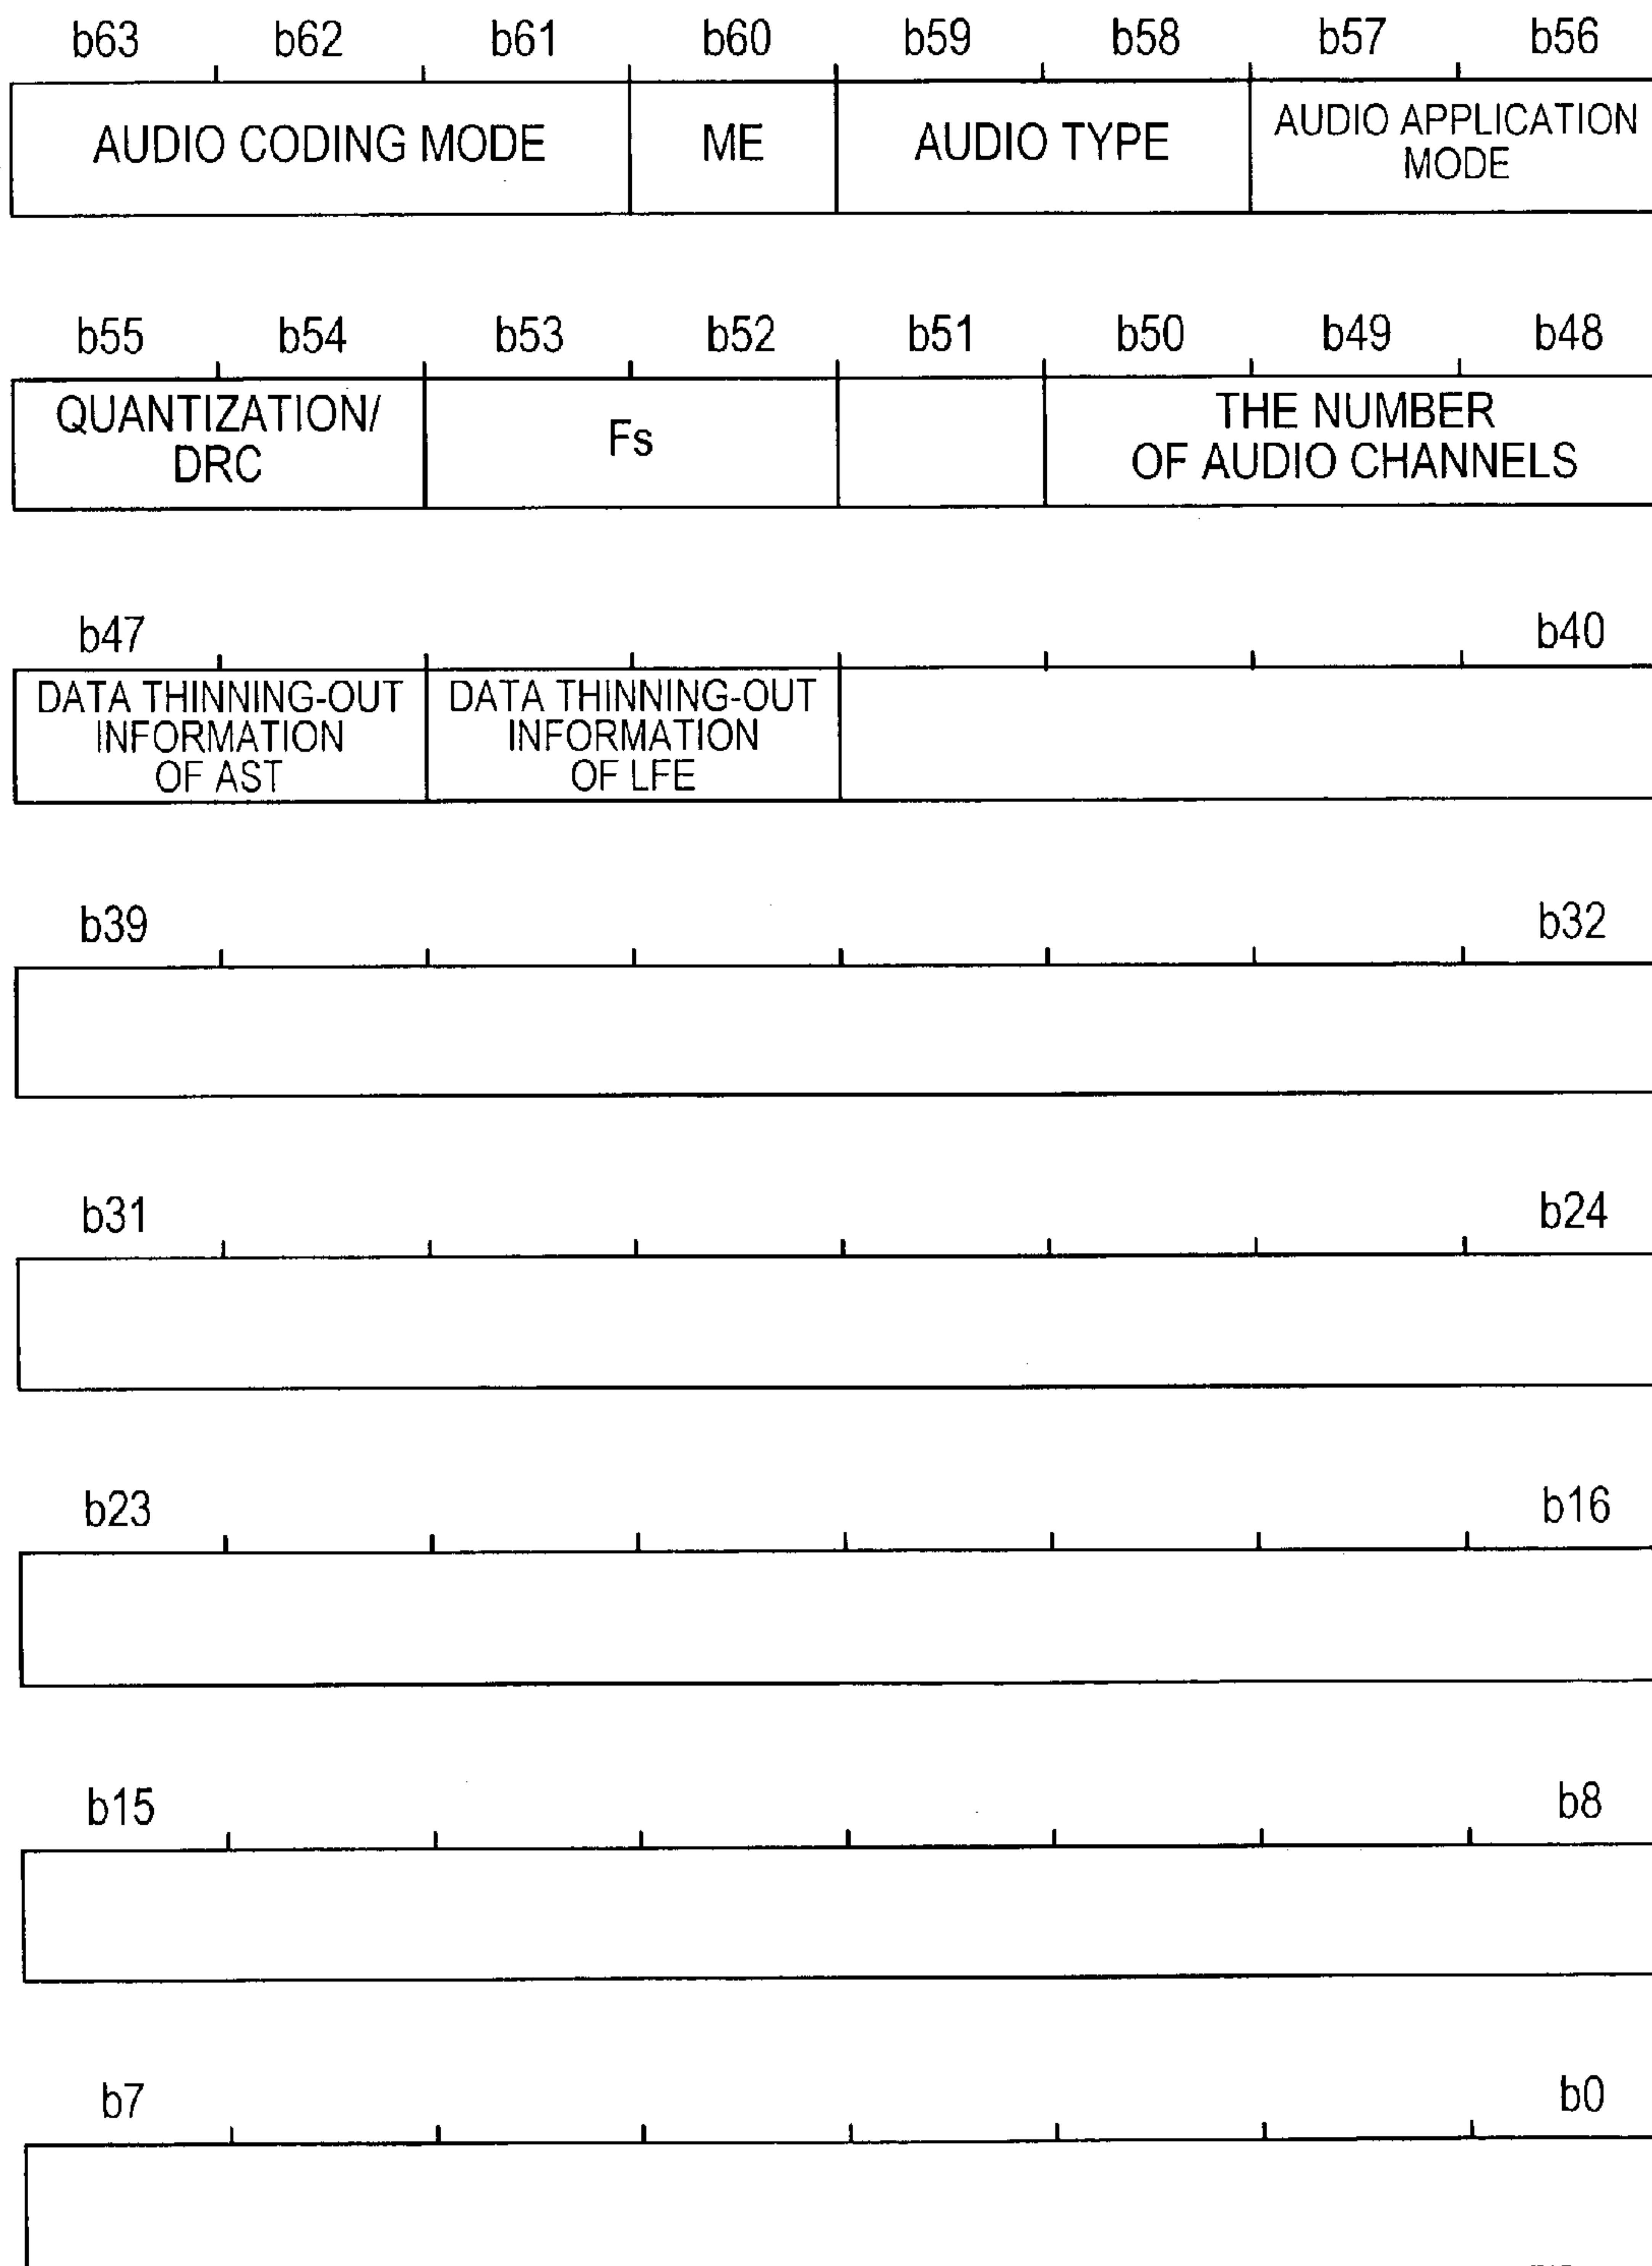 b63 b62 b61 b60 b59 b58 b57 b56
AUDIO CODING MODE ME AUDIO TYPE AUDIO APPLICATION
MODE
b55 b54 b53 b52 b51 b50 b49 b48
QUANTIZATION/
DRC
Fs
THE NUMBER
OF AUDIO CHANNELS
b47 b40
DATA THINNING-OUT
INFORMATION
OF AST
DATA THINNING-OUT
INFORMATION
OF LFE
b39 b32
b31 b24
b23 b16
b15 b8
b7 b0